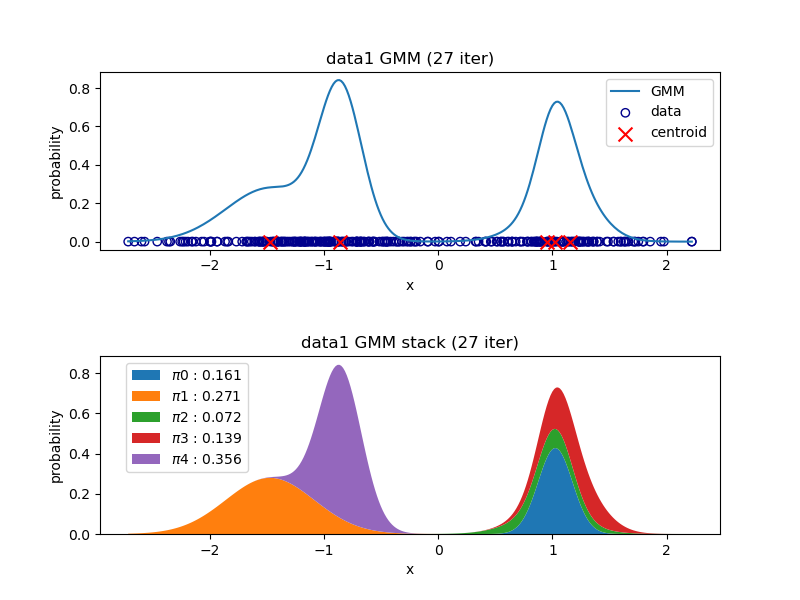 data1 GMM (27 iter)
probability
0.8
0.6
0.4
0.2
0.0
GMM
data
centroid
−2
−1
0
1
2
x
data1 GMM stack (27 iter)
probability
0.8
0.6
0.4
0.2
0.0
π0 : 0.161
π1 : 0.271
π2 : 0.072
π3 : 0.139
π4 : 0.356
−2
−1
0
1
2
x